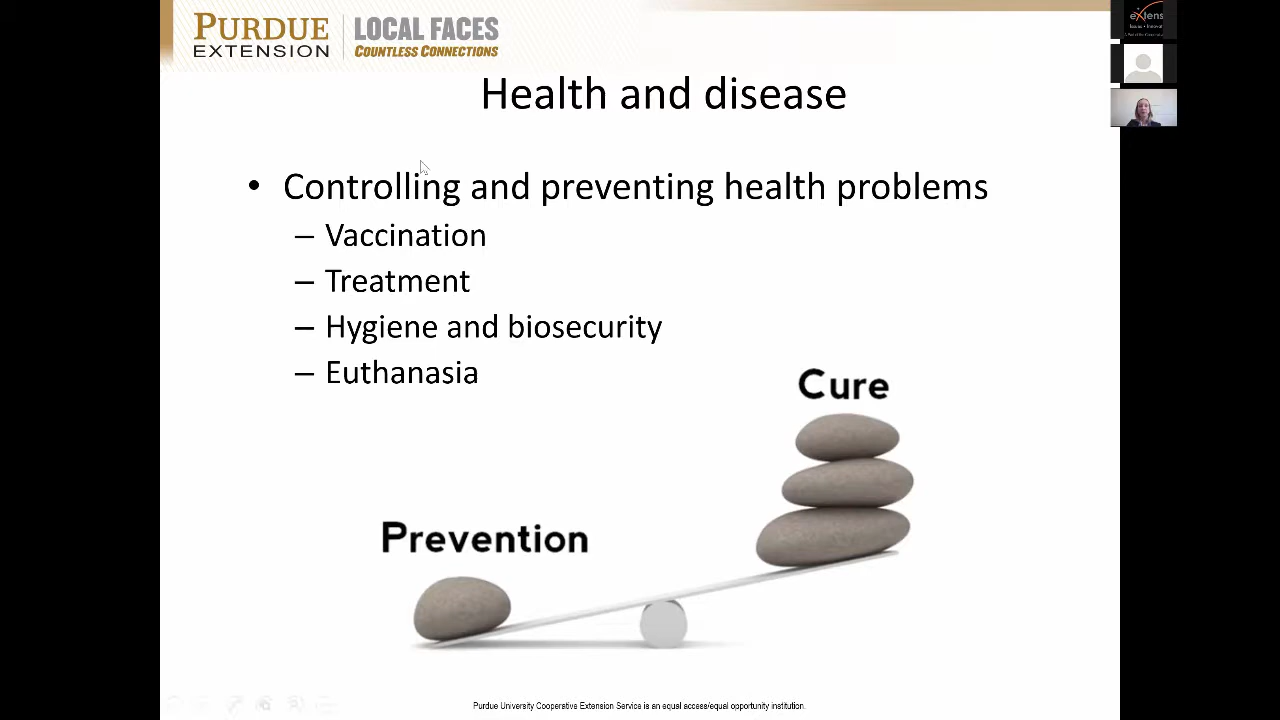 PURDUE
EXTENSION
LOCAL FACES
COUNTLESS CONNECTIONS
Health and disease
• Controlling and preventing health problems
– Vaccination
– Treatment
– Hygiene and biosecurity
– Euthanasia
Cure
Prevention
Purdue University Cooperative Extension Service is an equal access/equal opportunity institution.